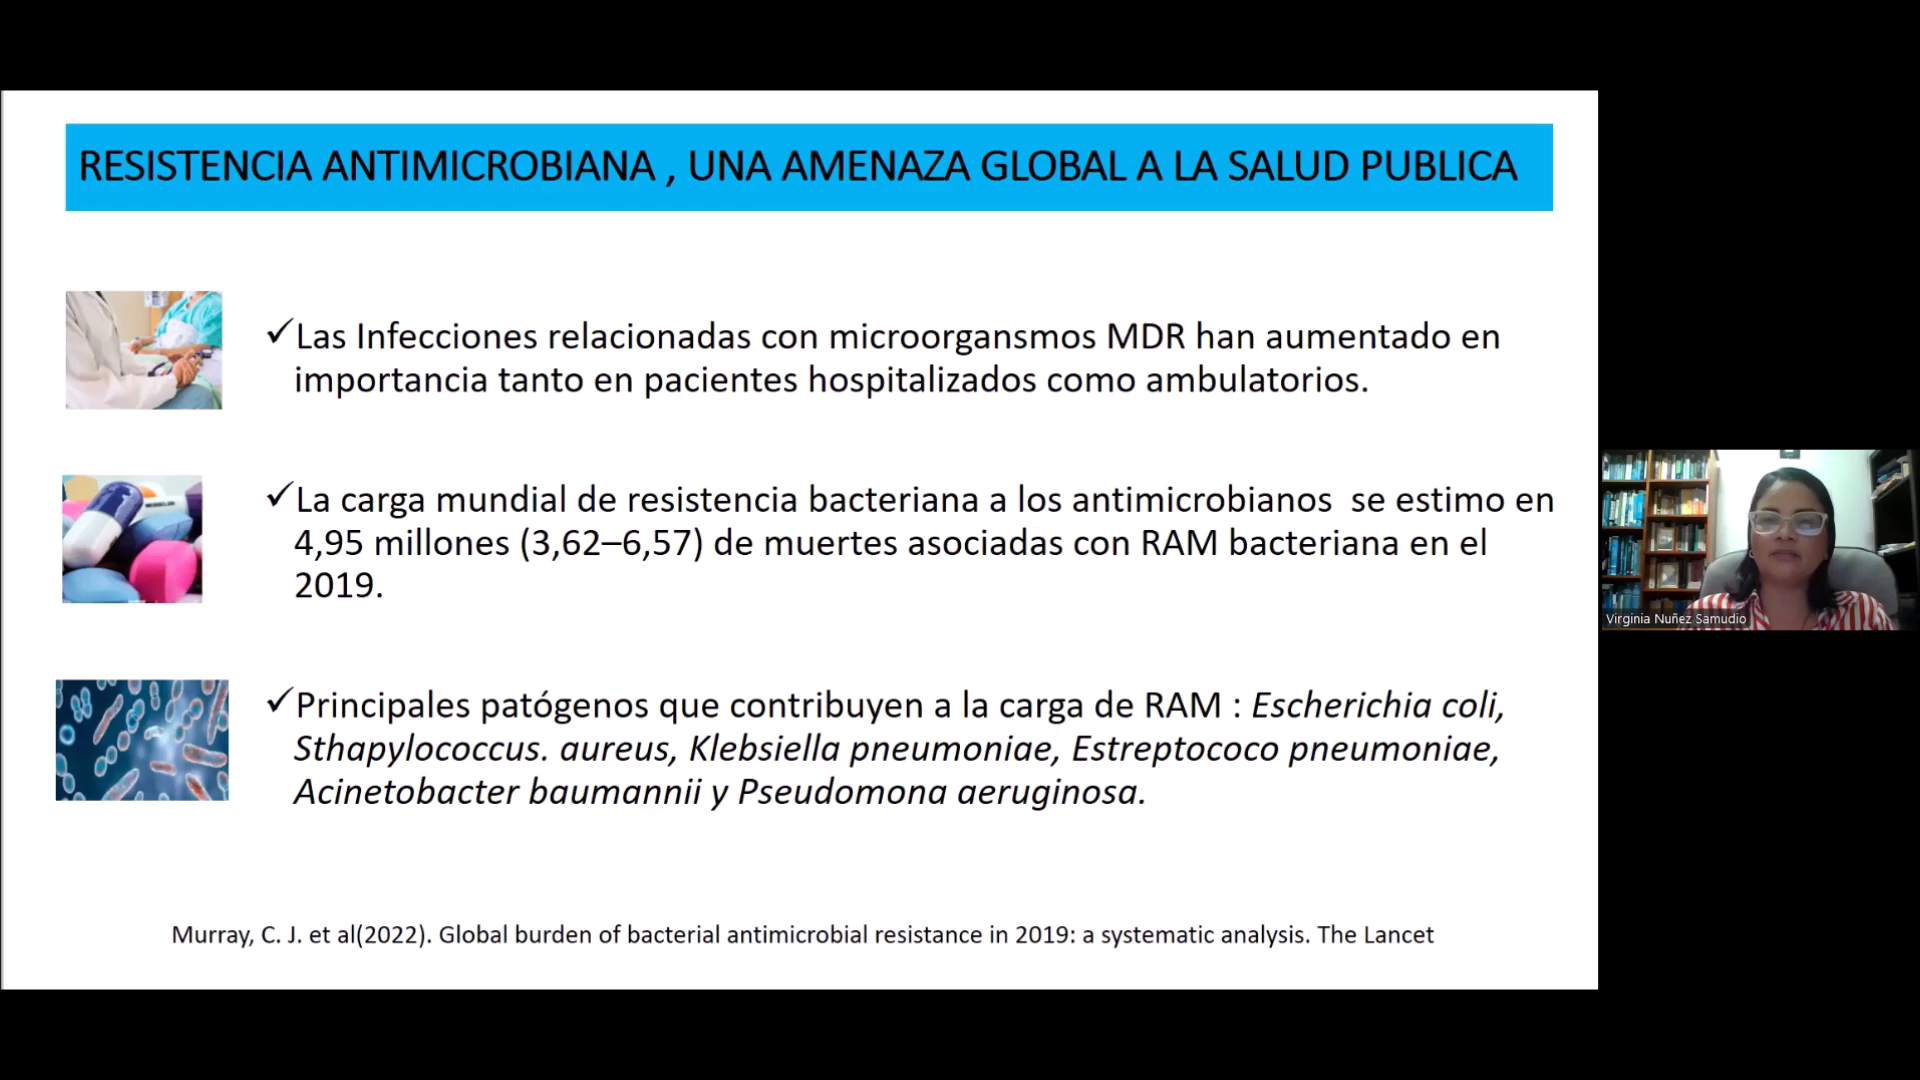 RESISTENCIA ANTIMICROBIANA , UNA AMENAZA GLOBAL A LA SALUD PUBLICA
✓Las Infecciones relacionadas con microorgansmos MDR han aumentado en
importancia tanto en pacientes hospitalizados como ambulatorios.
✓La carga mundial de resistencia bacteriana a los antimicrobianos  se estimo en
4,95 millones (3,62–6,57) de muertes asociadas con RAM bacteriana en el
2019.
✓Principales patógenos que contribuyen a la carga de RAM : Escherichia coli,
Sthapylococcus. aureus, Klebsiella pneumoniae, Estreptococo pneumoniae,
Acinetobacter baumannii y Pseudomona aeruginosa.
Murray, C. J. et al(2022). Global burden of bacterial antimicrobial resistance in 2019: a systematic analysis. The Lancet
Virginia Nuñez Samudio